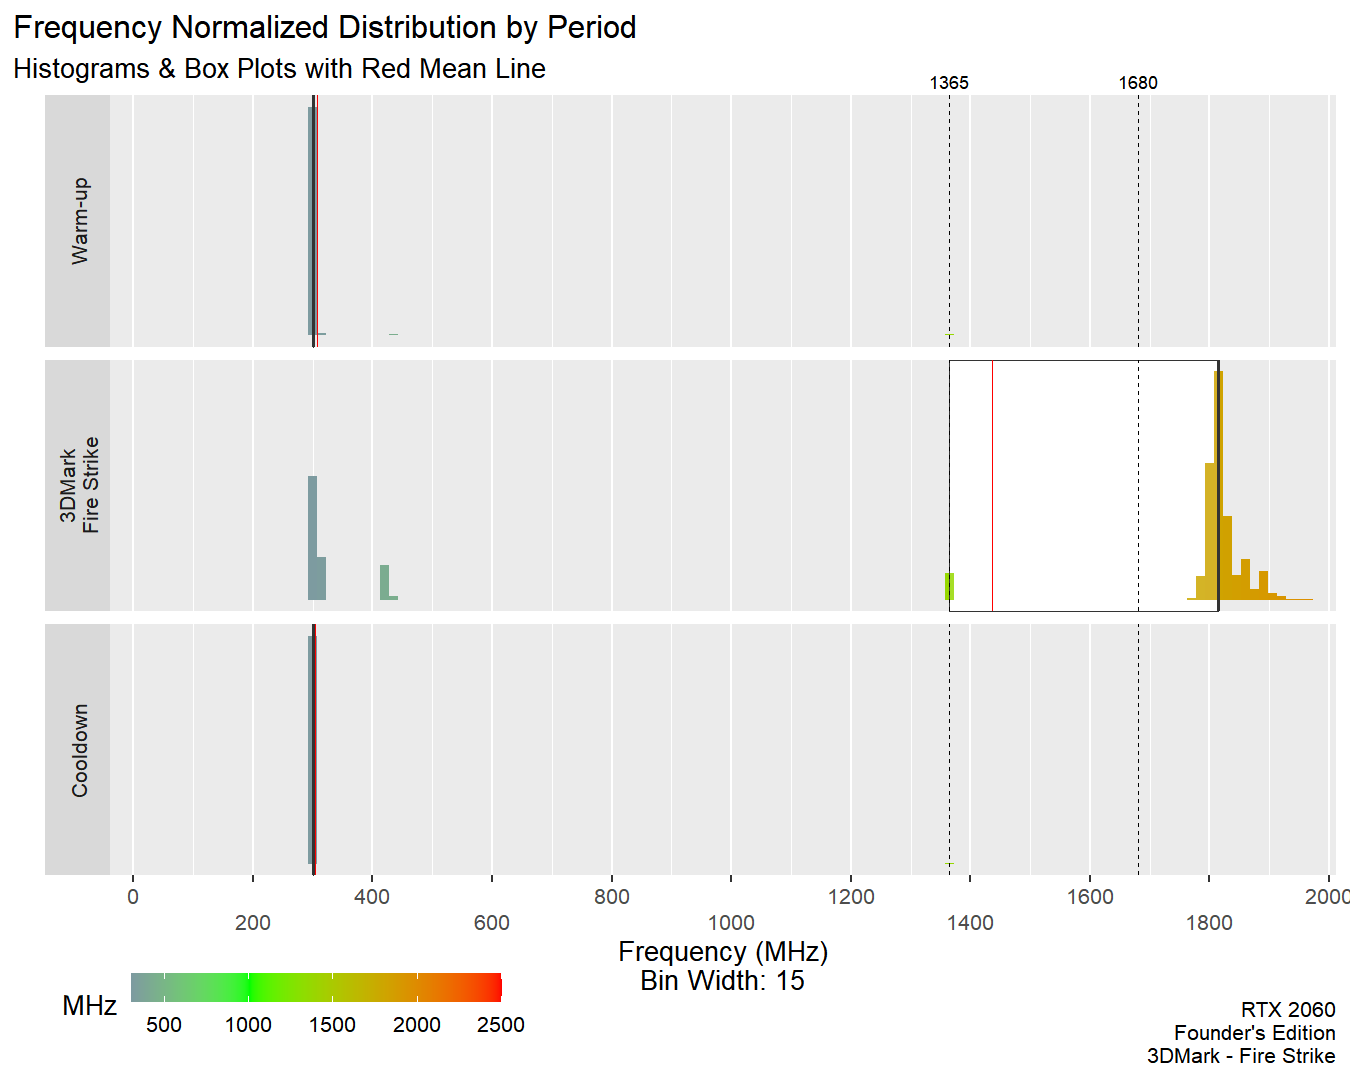 Frequency Normalized Distribution by Period
Histograms & Box Plots with Red Mean Line
1365 1680
Warm-up
3DMark
Fire Strike
Cooldown
0 400 800 1200 1600 2000
200 600 1000 1400 1800
Frequency (MHz)
Bin Width: 15
MHz
500 1000 1500 2000 2500
RTX 2060
Founder's Edition
3DMark - Fire Strike